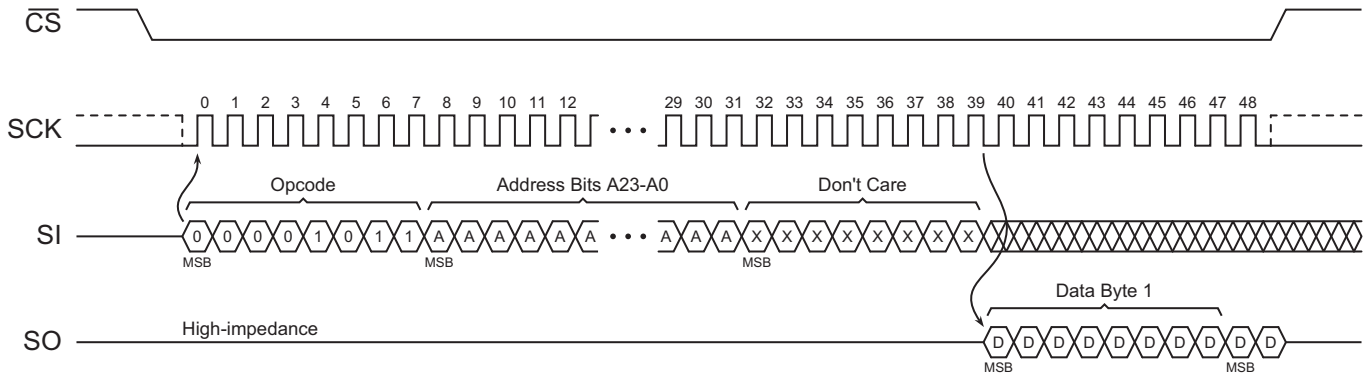 CS
0 1 2 3 4 5 6 7 8 9 10 11 12 29 30 31 32 33 34 35 36 37 38 39 40 41 42 43 44 45 46 47 48
SCK
Opcode Address Bits A23-A0 Don't Care
SI 0 0 0 0 1 0 1 1 A A A A A A A A A X X X X X X X X
MSB MSB MSB
Data Byte 1
High-impedance
SO D D D D D D D D D D
MSB MSB